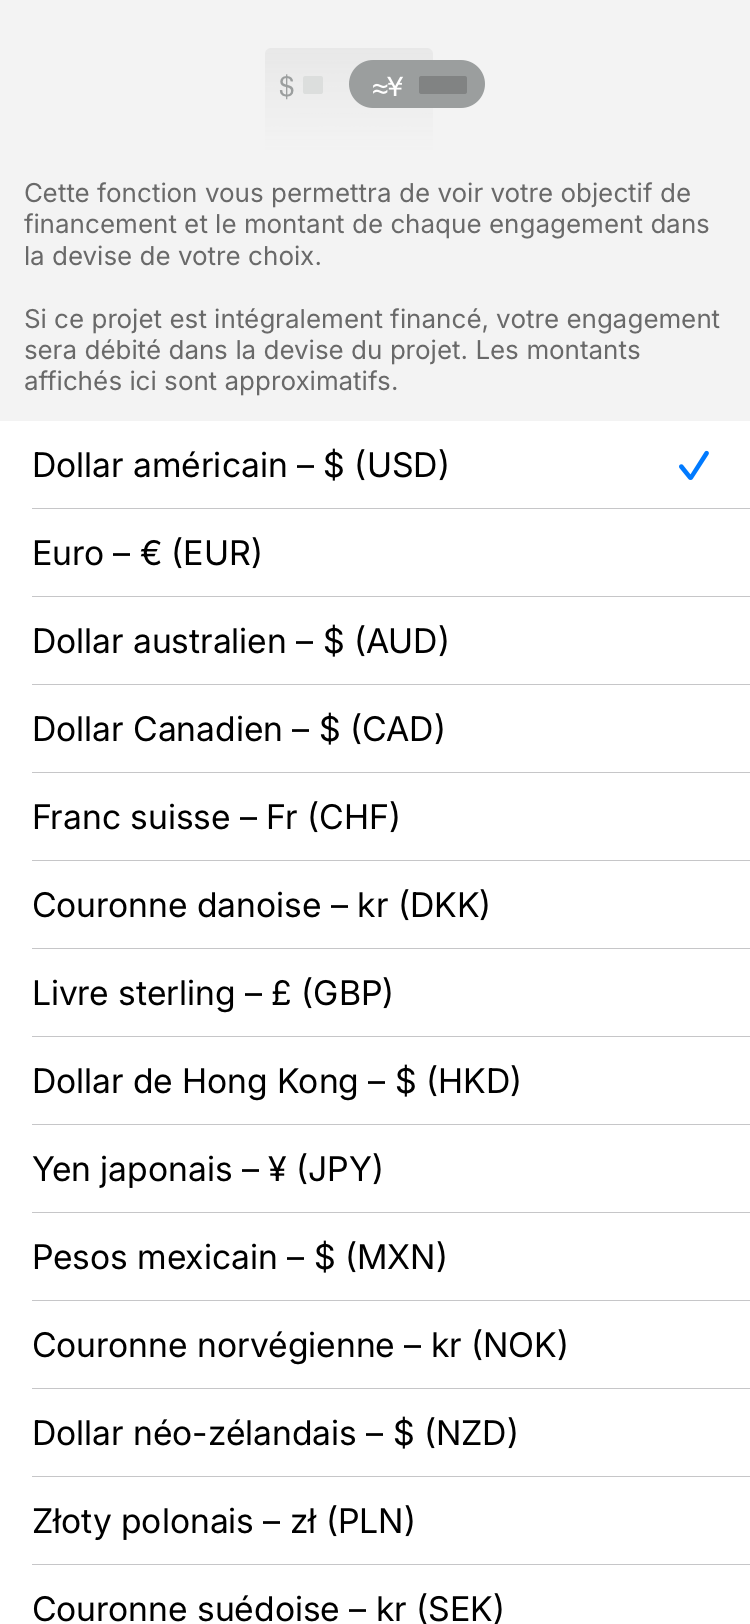 $ ≈¥
Cette fonction vous permettra de voir votre objectif de
financement et le montant de chaque engagement dans
la devise de votre choix.
Si ce projet est intégralement financé, votre engagement
sera débité dans la devise du projet. Les montants
affichés ici sont approximatifs.
Dollar américain – $ (USD)
Euro – € (EUR)
Dollar australien – $ (AUD)
Dollar Canadien – $ (CAD)
Franc suisse – Fr (CHF)
Couronne danoise – kr (DKK)
Livre sterling – £ (GBP)
Dollar de Hong Kong – $ (HKD)
Yen japonais – ¥ (JPY)
Pesos mexicain – $ (MXN)
Couronne norvégienne – kr (NOK)
Dollar néo-zélandais – $ (NZD)
Złoty polonais – zł (PLN)
Couronne suédoise – kr (SEK)